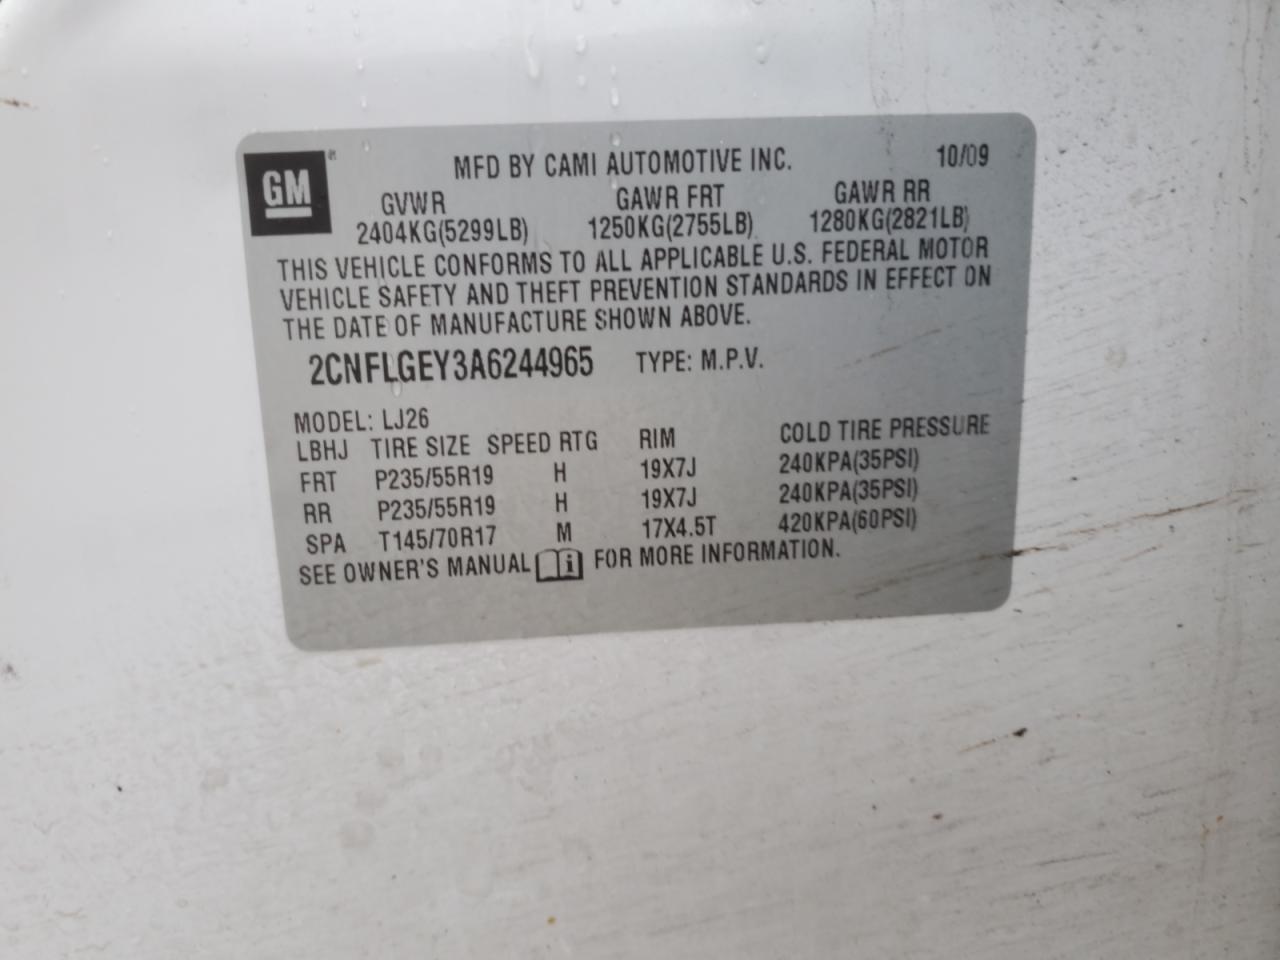 GM
MFD BY CAMI AUTOMOTIVE INC. 10/09
GVWR GAWR FRT GAWR RR
2404KG(5299LB) 1250KG(2755LB) 1280KG(2821LB)
THIS VEHICLE CONFORMS TO ALL APPLICABLE U.S. FEDERAL MOTOR
VEHICLE SAFETY AND THEFT PREVENTION STANDARDS IN EFFECT ON
THE DATE OF MANUFACTURE SHOWN ABOVE.
2CNFLGEY3A6244965 TYPE: M.P.V.
MODEL: LJ26
LBHJ TIRE SIZE SPEED RTG RIM COLD TIRE PRESSURE
FRT P235/55R19 H 19X7J 240KPA(35PSI)
RR P235/55R19 H 19X7J 240KPA(35PSI)
SPA T145/70R17 M 17X4.5T 420KPA(60PSI)
SEE OWNER'S MANUAL FOR MORE INFORMATION.